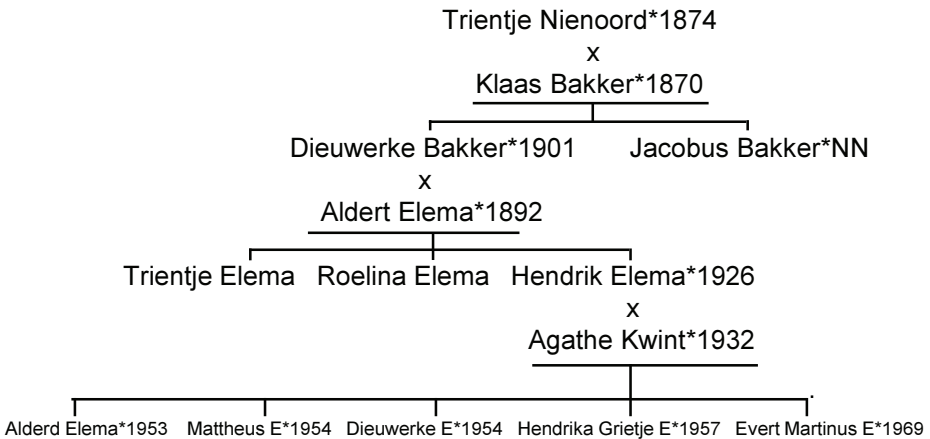 Trientje Nienoord*1874
x
Klaas Bakker*1870
Dieuwerke Bakker*1901 Jacobus Bakker*NN
x
Aldert Elema*1892
Trientje Elema Roelina Elema Hendrik Elema*1926
x
Agathe Kwint*1932
Alderd Elema*1953 Mattheus E*1954 Dieuwerke E*1954 Hendrika Grietje E*1957 Evert Martinus E*1969